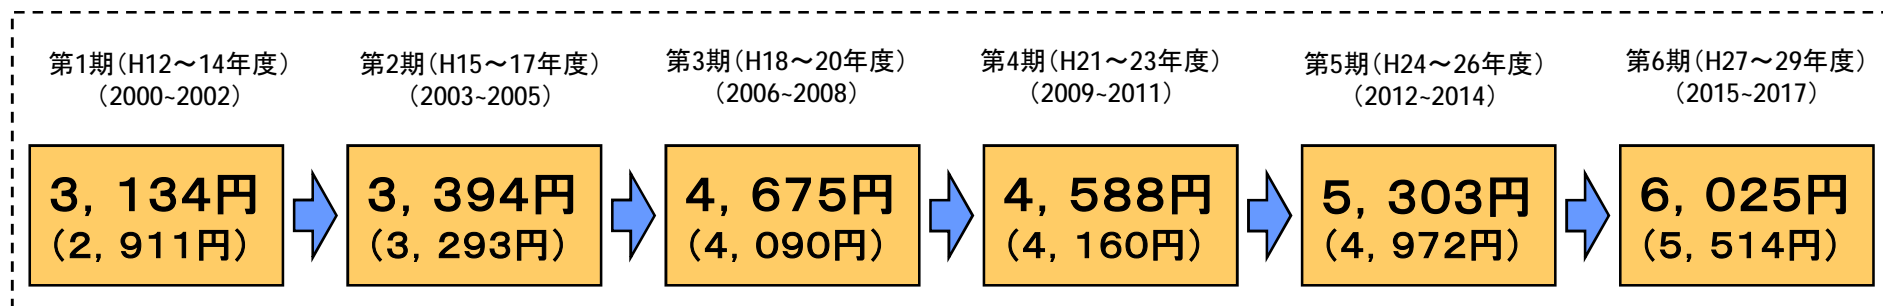 第1期（H12～14年度）
（2000~2002）
第2期（H15～17年度）
（2003~2005）
第3期（H18～20年度）
（2006~2008）
第4期（H21～23年度）
（2009~2011）
第5期（H24～26年度）
（2012~2014）
第6期（H27～29年度）
（2015~2017）
３，１３４円
（２，９１１円）
３，３９４円
（３，２９３円）
４，６７５円
（４，０９０円）
４，５８８円
（４，１６０円）
５，３０３円
（４，９７２円）
６，０２５円
（５，５１４円）